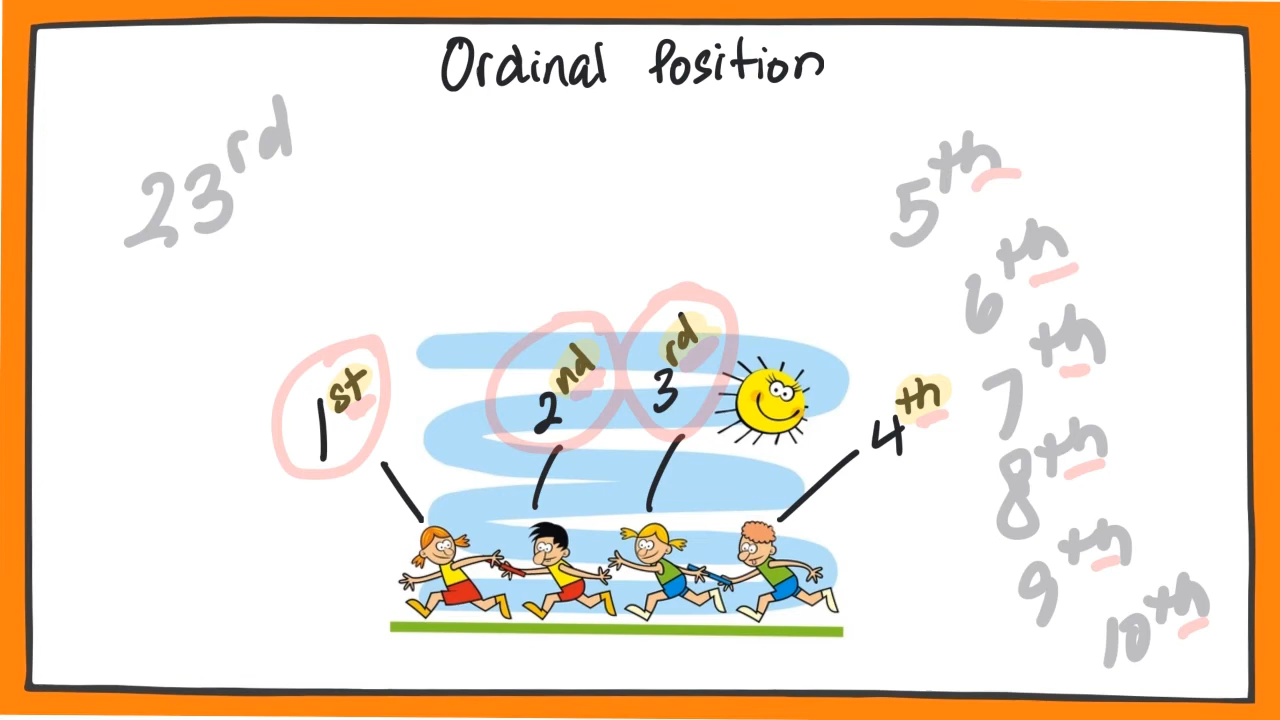 Ordinal Position
23rd
1st
2nd
3rd
4th
5th
6th
7th
8th
9th
10th